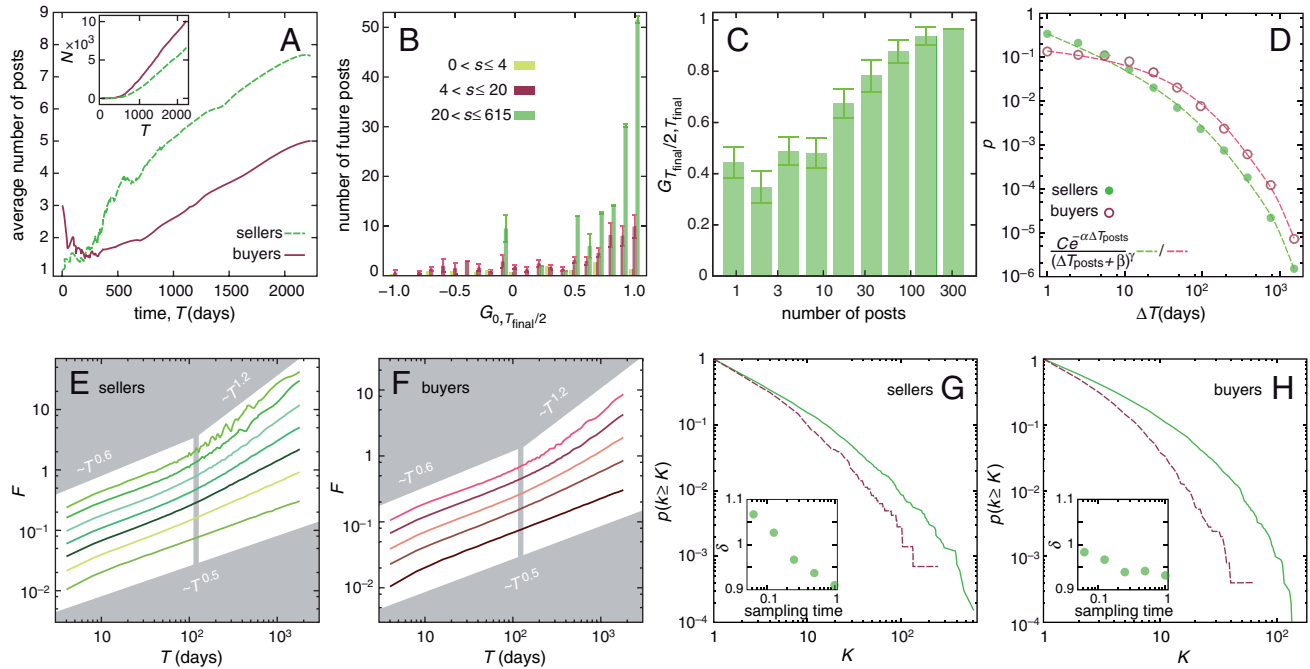 A
average number of posts
9
8
7
6
5
4
3
2
1
0
500
1000
1500
2000
time, T(days)
N×10³
10
5
0
0
1000
2000
T
sellers
buyers
B
number of future posts
50
40
30
20
10
0
0 < s ≤ 4
4 < s ≤ 20
20 < s ≤ 615
−1.0
−0.5
0
0.5
1.0
G0,Tfinal/2
C
GTfinal/2,Tfinal
1
0.8
0.6
0.4
0.2
0
1
3
10
30
100
300
number of posts
D
p
10⁻¹
10⁻²
10⁻³
10⁻⁴
10⁻⁵
10⁻⁶
sellers
buyers
Ce^−αΔTposts / (ΔTposts + β)^γ
/
1
10
10²
10³
ΔT(days)
E
sellers
F
10
1
10⁻¹
10⁻²
~T^0.6
~T^1.2
~T^0.5
10
10²
10³
T (days)
F
buyers
F
10
1
10⁻¹
10⁻²
~T^0.6
~T^1.2
~T^0.5
10
10²
10³
T (days)
sellers
G
p(k ≥ K)
1
10⁻¹
10⁻²
10⁻³
10⁻⁴
1.1
1
0.9
δ
0.1
1
sampling time
1
10
10²
K
buyers
H
p(k ≥ K)
1
10⁻¹
10⁻²
10⁻³
10⁻⁴
1.1
1
0.9
δ
0.1
1
sampling time
1
10
10²
K